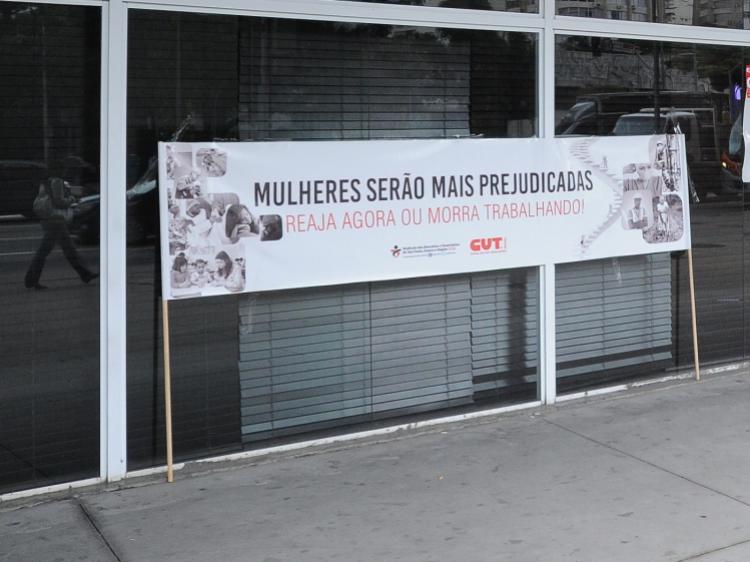 MULHERES SERÃO MAIS PREJUDICADAS
REAJA AGORA OU MORRA TRABALHANDO!
CUT